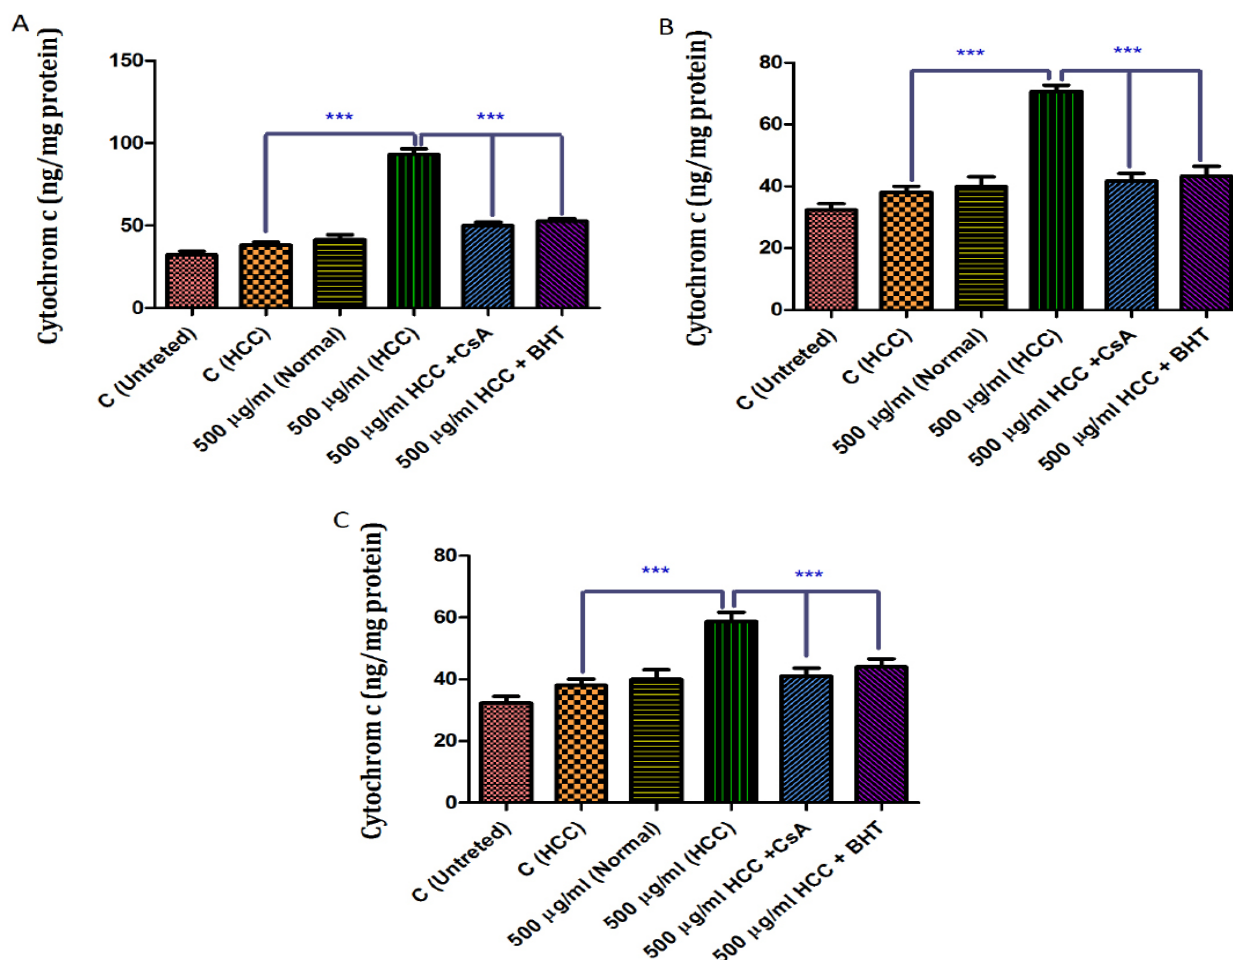 A
Cytochrom c (ng/mg protein)
150
100
50
0
***
***
C (Untreted)
C (HCC)
500 µg/ml (Normal)
500 µg/ml (HCC)
500 µg/ml HCC +CsA
500 µg/ml HCC + BHT
B
Cytochrom c (ng/mg protein)
80
60
40
20
0
***
***
C (Untreted)
C (HCC)
500 µg/ml (Normal)
500 µg/ml (HCC)
500 µg/ml HCC +CsA
500 µg/ml HCC + BHT
C
Cytochrom c (ng/mg protein)
80
60
40
20
0
***
***
C (Untreted)
C (HCC)
500 µg/ml (Normal)
500 µg/ml (HCC)
500 µg/ml HCC +CsA
500 µg/ml HCC + BHT